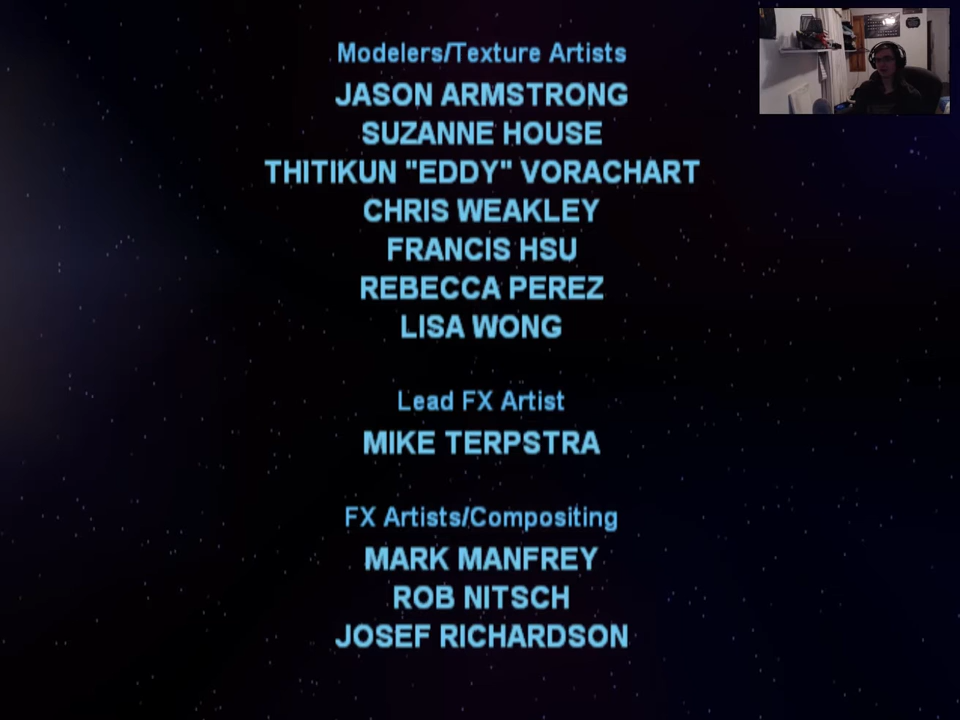 Modelers/Texture Artists
JASON ARMSTRONG
SUZANNE HOUSE
THITIKUN "EDDY" VORACHART
CHRIS WEAKLEY
FRANCIS HSU
REBECCA PEREZ
LISA WONG
Lead FX Artist
MIKE TERPSTRA
FX Artists/Compositing
MARK MANFREY
ROB NITSCH
JOSEF RICHARDSON